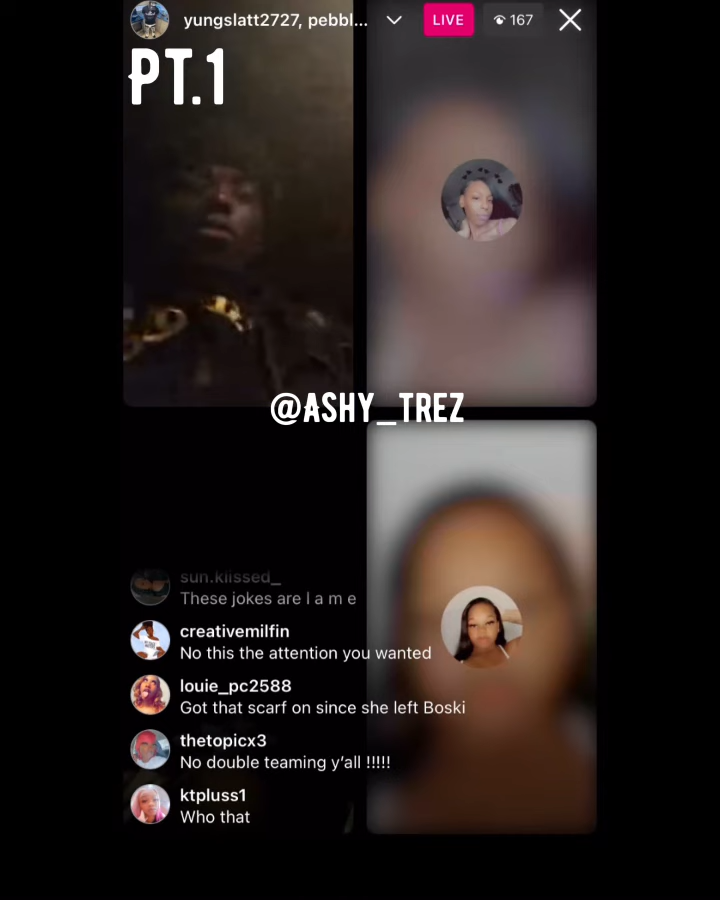 yungslatt2727, pebbl...
LIVE
167
PT.1
@ASHY_TREZ
sun.kiissed_
These jokes are l a m e
creativemilfin
No this the attention you wanted
louie_pc2588
Got that scarf on since she left Boski
thetopicx3
No double teaming y'all !!!!!
ktpluss1
Who that